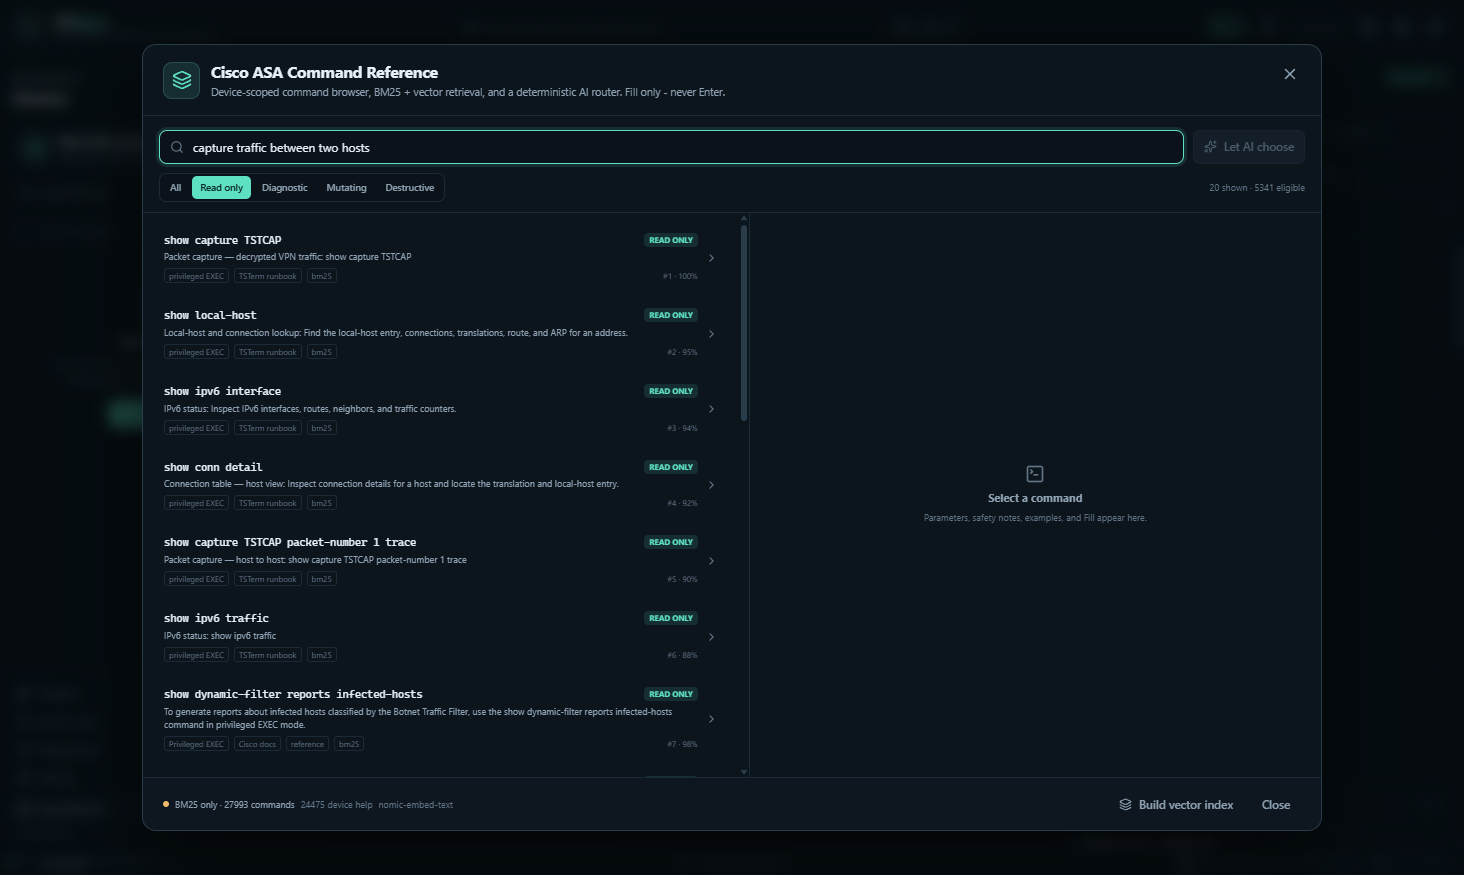 Cisco ASA Command Reference
Device-scoped command browser, BM25 + vector retrieval, and a deterministic AI router. Fill only - never Enter.
capture traffic between two hosts
Let AI choose
All Read only Diagnostic Mutating Destructive
20 shown · 5341 eligible
show capture TSTCAP READ ONLY
Packet capture — decrypted VPN traffic: show capture TSTCAP
privileged EXEC TSTerm runbook bm25 #1 · 100%
show local-host READ ONLY
Local-host and connection lookup: Find the local-host entry, connections, translations, route, and ARP for an address.
privileged EXEC TSTerm runbook bm25 #2 · 95%
show ipv6 interface READ ONLY
IPv6 status: Inspect IPv6 interfaces, routes, neighbors, and traffic counters.
privileged EXEC TSTerm runbook bm25 #3 · 94%
show conn detail READ ONLY
Connection table — host view: Inspect connection details for a host and locate the translation and local-host entry.
privileged EXEC TSTerm runbook bm25 #4 · 92%
show capture TSTCAP packet-number 1 trace READ ONLY
Packet capture — host to host: show capture TSTCAP packet-number 1 trace
privileged EXEC TSTerm runbook bm25 #5 · 90%
show ipv6 traffic READ ONLY
IPv6 status: show ipv6 traffic
privileged EXEC TSTerm runbook bm25 #6 · 88%
show dynamic-filter reports infected-hosts READ ONLY
To generate reports about infected hosts classified by the Botnet Traffic Filter, use the show dynamic-filter reports infected-hosts
command in privileged EXEC mode.
Privileged EXEC Cisco docs reference bm25 #7 · 98%
Select a command
Parameters, safety notes, examples, and Fill appear here.
BM25 only · 27993 commands 24475 device help nomic-embed-text
Build vector index
Close